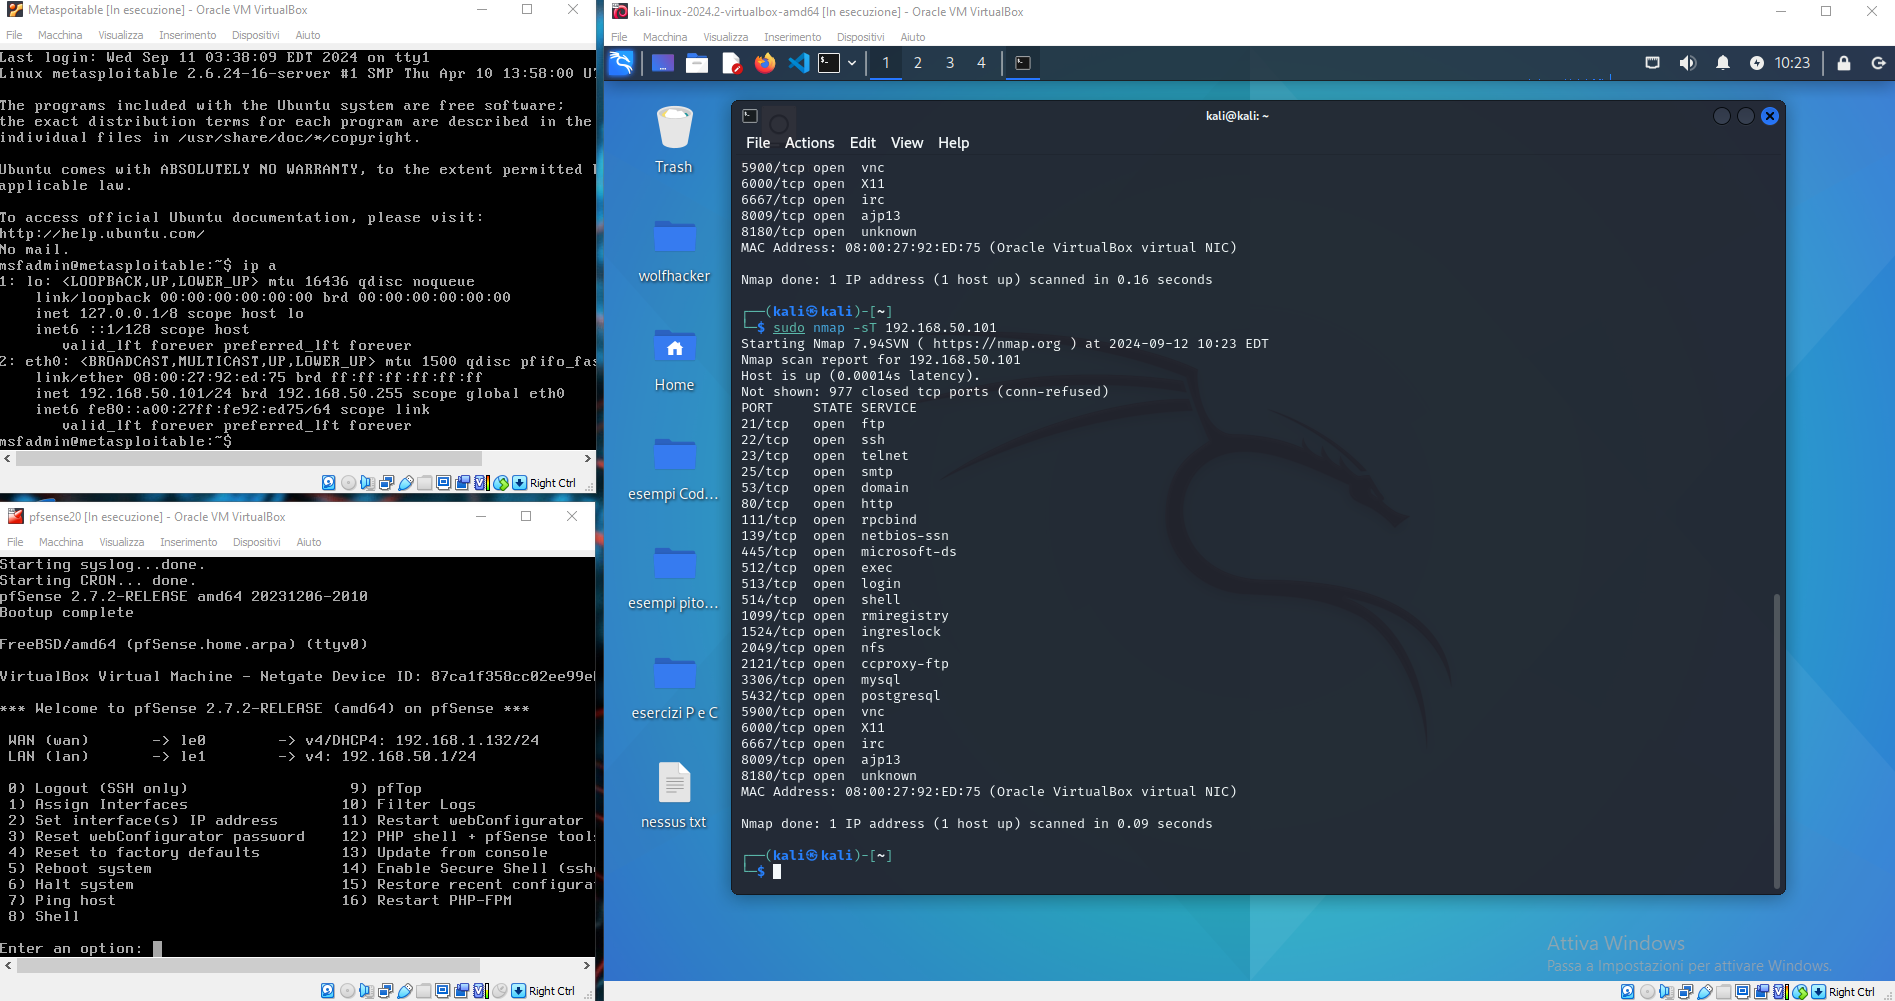 Metaspoitable [In esecuzione] - Oracle VM VirtualBox
File Macchina Visualizza Inserimento Dispositivi Aiuto
Last login: Wed Sep 11 03:38:09 EDT 2024 on tty1
Linux metasploitable 2.6.24-16-server #1 SMP Thu Apr 10 13:58:00 UT
The programs included with the Ubuntu system are free software;
the exact distribution terms for each program are described in the
individual files in /usr/share/doc/*/copyright.
Ubuntu comes with ABSOLUTELY NO WARRANTY, to the extent permitted
applicable law.
To access official Ubuntu documentation, please visit:
http://help.ubuntu.com/
No mail.
msfadmin@metasploitable:~$ ip a
1: lo: <LOOPBACK,UP,LOWER_UP> mtu 16436 qdisc noqueue
link/loopback 00:00:00:00:00:00 brd 00:00:00:00:00:00
inet 127.0.0.1/8 scope host lo
inet6 ::1/128 scope host
valid_lft forever preferred_lft forever
2: eth0: <BROADCAST,MULTICAST,UP,LOWER_UP> mtu 1500 qdisc pfifo_fas
link/ether 08:00:27:92:ed:75 brd ff:ff:ff:ff:ff:ff
inet 192.168.50.101/24 brd 192.168.50.255 scope global eth0
inet6 fe80::a00:27ff:fe92:ed75/64 scope link
valid_lft forever preferred_lft forever
msfadmin@metasploitable:~$
Right Ctrl
pfsense20 [In esecuzione] - Oracle VM VirtualBox
File Macchina Visualizza Inserimento Dispositivi Aiuto
Starting syslog...done.
Starting CRON... done.
pfSense 2.7.2-RELEASE amd64 20231206-2010
Bootup complete
FreeBSD/amd64 (pfSense.home.arpa) (ttyv0)
VirtualBox Virtual Machine - Netgate Device ID: 87ca1f358cc02ee99e
*** Welcome to pfSense 2.7.2-RELEASE (amd64) on pfSense ***
WAN (wan) -> le0 -> v4/DHCP4: 192.168.1.132/24
LAN (lan) -> le1 -> v4: 192.168.50.1/24
0) Logout (SSH only) 9) pfTop
1) Assign Interfaces 10) Filter Logs
2) Set interface(s) IP address 11) Restart webConfigurator
3) Reset webConfigurator password 12) PHP shell + pfSense tool
4) Reset to factory defaults 13) Update from console
5) Reboot system 14) Enable Secure Shell (ssh
6) Halt system 15) Restore recent configura
7) Ping host 16) Restart PHP-FPM
8) Shell
Enter an option:
Right Ctrl
kali-linux-2024.2-virtualbox-amd64 [In esecuzione] - Oracle VM VirtualBox
File Macchina Visualizza Inserimento Dispositivi Aiuto
1 2 3 4 10:23
Trash
wolfhacker
Home
esempi Cod...
esempi pito...
esercizi P e C
nessus txt
kali@kali: ~
File Actions Edit View Help
5900/tcp open vnc
6000/tcp open X11
6667/tcp open irc
8009/tcp open ajp13
8180/tcp open unknown
MAC Address: 08:00:27:92:ED:75 (Oracle VirtualBox virtual NIC)
Nmap done: 1 IP address (1 host up) scanned in 0.16 seconds
┌──(kali㉿kali)-[~]
└─$ sudo nmap -sT 192.168.50.101
Starting Nmap 7.94SVN ( https://nmap.org ) at 2024-09-12 10:23 EDT
Nmap scan report for 192.168.50.101
Host is up (0.00014s latency).
Not shown: 977 closed tcp ports (conn-refused)
PORT STATE SERVICE
21/tcp open ftp
22/tcp open ssh
23/tcp open telnet
25/tcp open smtp
53/tcp open domain
80/tcp open http
111/tcp open rpcbind
139/tcp open netbios-ssn
445/tcp open microsoft-ds
512/tcp open exec
513/tcp open login
514/tcp open shell
1099/tcp open rmiregistry
1524/tcp open ingreslock
2049/tcp open nfs
2121/tcp open ccproxy-ftp
3306/tcp open mysql
5432/tcp open postgresql
5900/tcp open vnc
6000/tcp open X11
6667/tcp open irc
8009/tcp open ajp13
8180/tcp open unknown
MAC Address: 08:00:27:92:ED:75 (Oracle VirtualBox virtual NIC)
Nmap done: 1 IP address (1 host up) scanned in 0.09 seconds
┌──(kali㉿kali)-[~]
└─$
Attiva Windows
Passa a Impostazioni per attivare Windows.
Right Ctrl